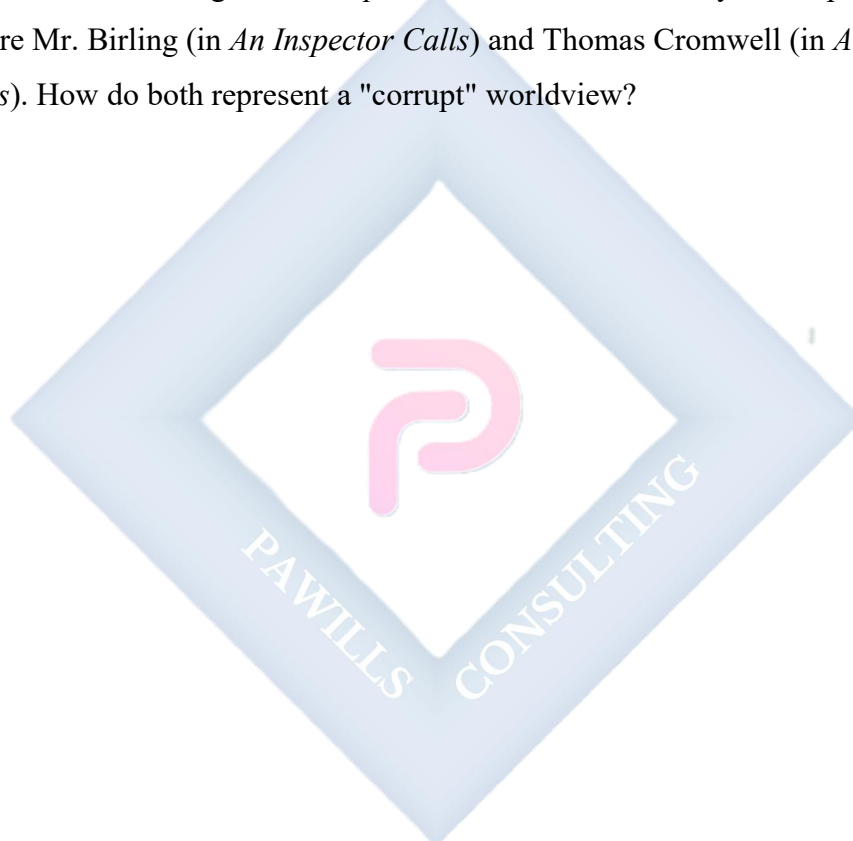 re Mr. Birling (in An Inspector Calls) and Thomas Cromwell (in A
s). How do both represent a "corrupt" worldview?
PAWILLS CONSULTING